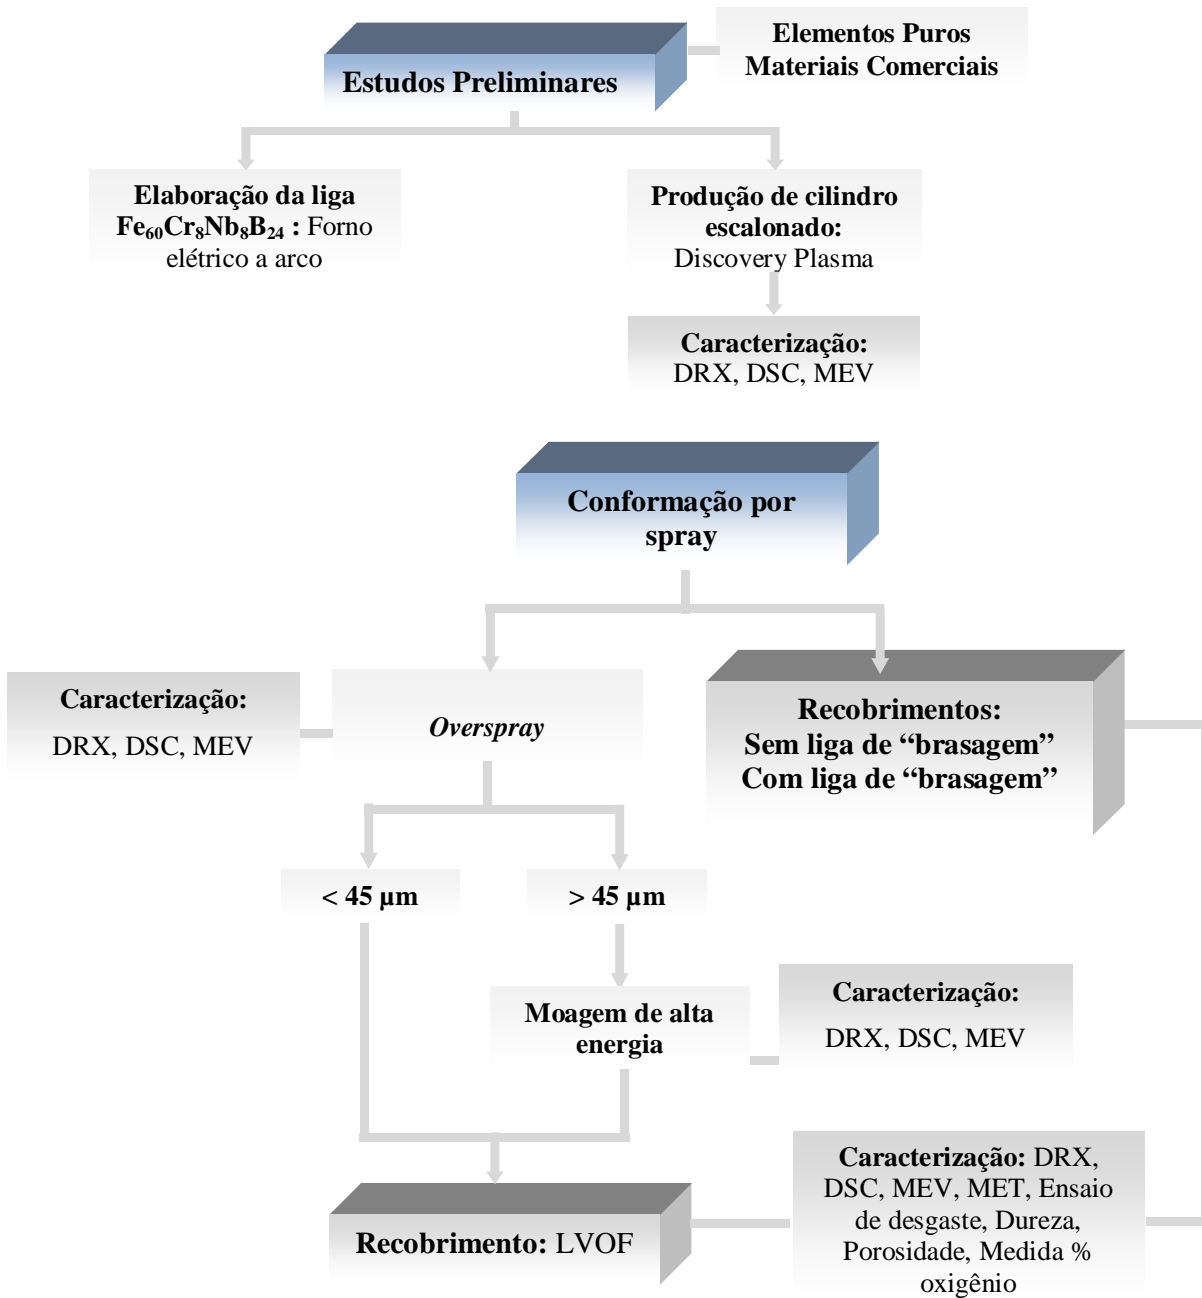 Elementos Puros
Materiais Comerciais
Estudos Preliminares
Elaboração da liga
Fe₆₀Cr₈Nb₈B₂₄ : Forno
elétrico a arco
Produção de cilindro
escalonado:
Discovery Plasma
Caracterização:
DRX, DSC, MEV
Conformação por
spray
Caracterização:
DRX, DSC, MEV
Overspray
Recobrimentos:
Sem liga de “brasagem”
Com liga de “brasagem”
< 45 µm
> 45 µm
Moagem de alta
energia
Caracterização:
DRX, DSC, MEV
Recobrimento: LVOF
Caracterização: DRX,
DSC, MEV, MET, Ensaio
de desgaste, Dureza,
Porosidade, Medida %
oxigênio